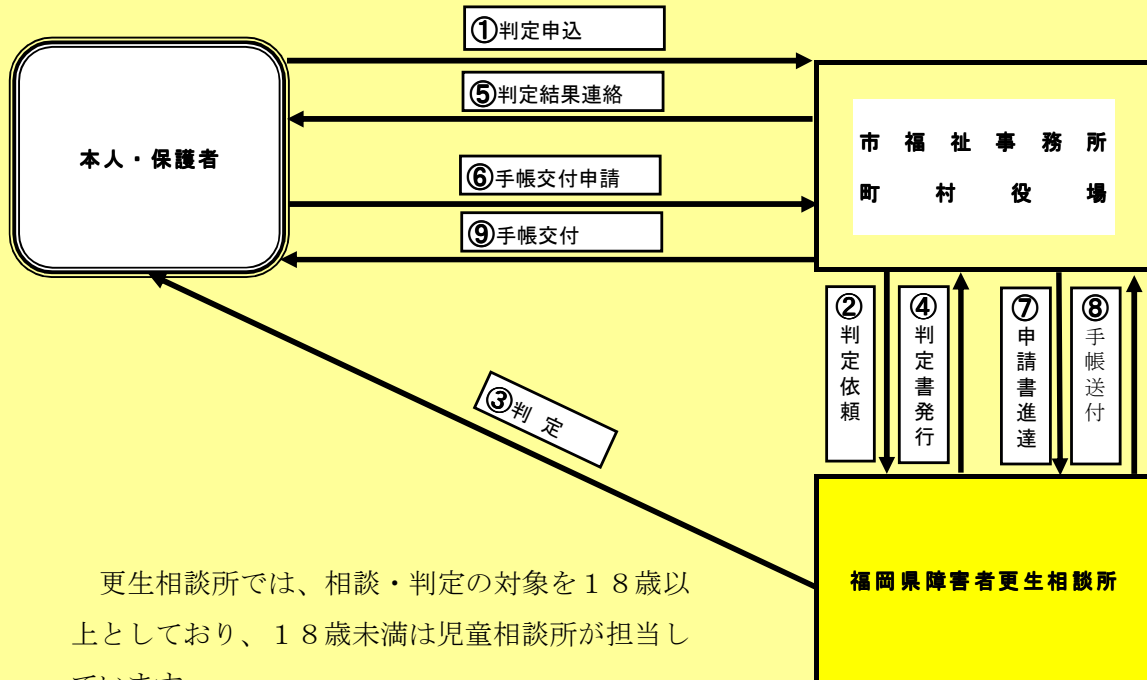 ①判定申込
⑤判定結果連絡
本人・保護者
⑥手帳交付申請
⑨手帳交付
市福祉事務所
町村役場
②判定依頼
④判定書発行
⑦申請書進達
⑧手帳送付
③判定
福岡県障害者更生相談所
更生相談所では、相談・判定の対象を１８歳以
上としており、１８歳未満は児童相談所が担当し
ています